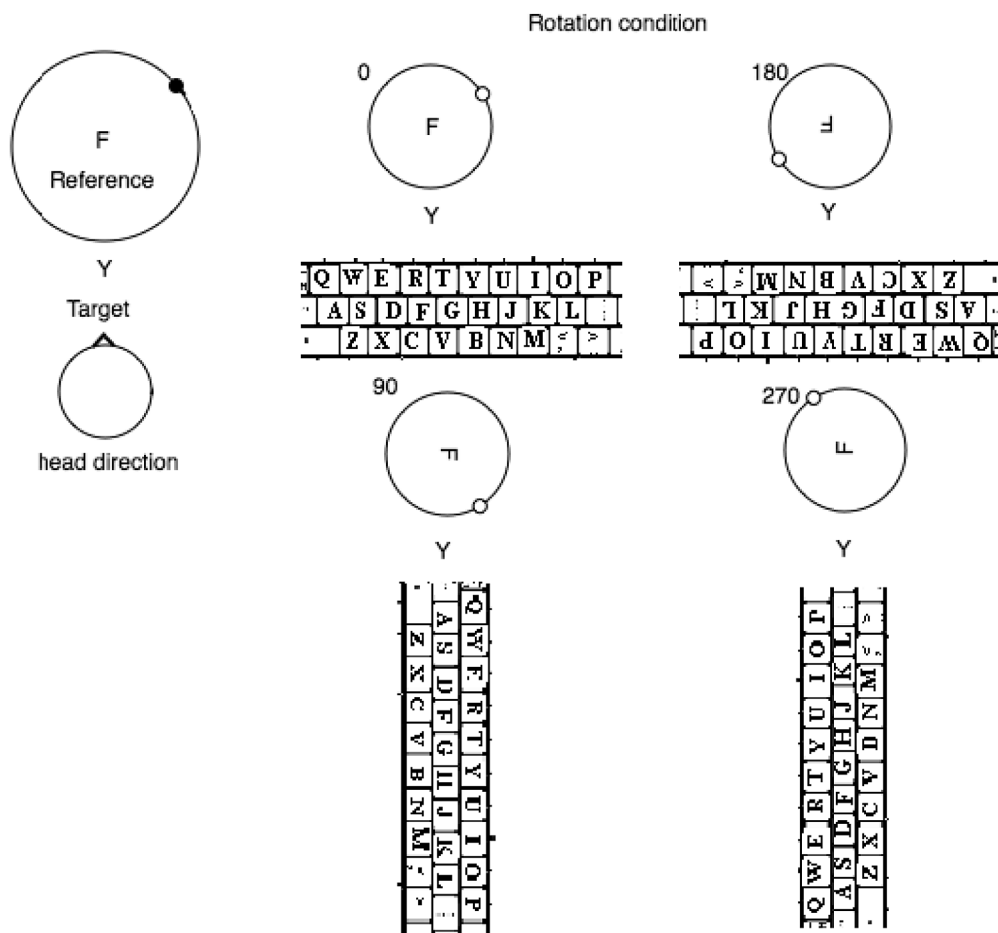 Rotation condition
0
180
F
F
F
Reference
Y
Y
Y
Target
Q W E R T Y U I O P
A S D F G H J K L
Z X C V B N M
Z X C V B N M
A S D F G H J K L
Q W E R T Y U I O P
90
270
F
F
head direction
Y
Y
Q W E R T Y U I O P
A S D F G H J K L
Z X C V B N M
Q W E R T Y U I O P
A S D F G H J K L
Z X C V D N M